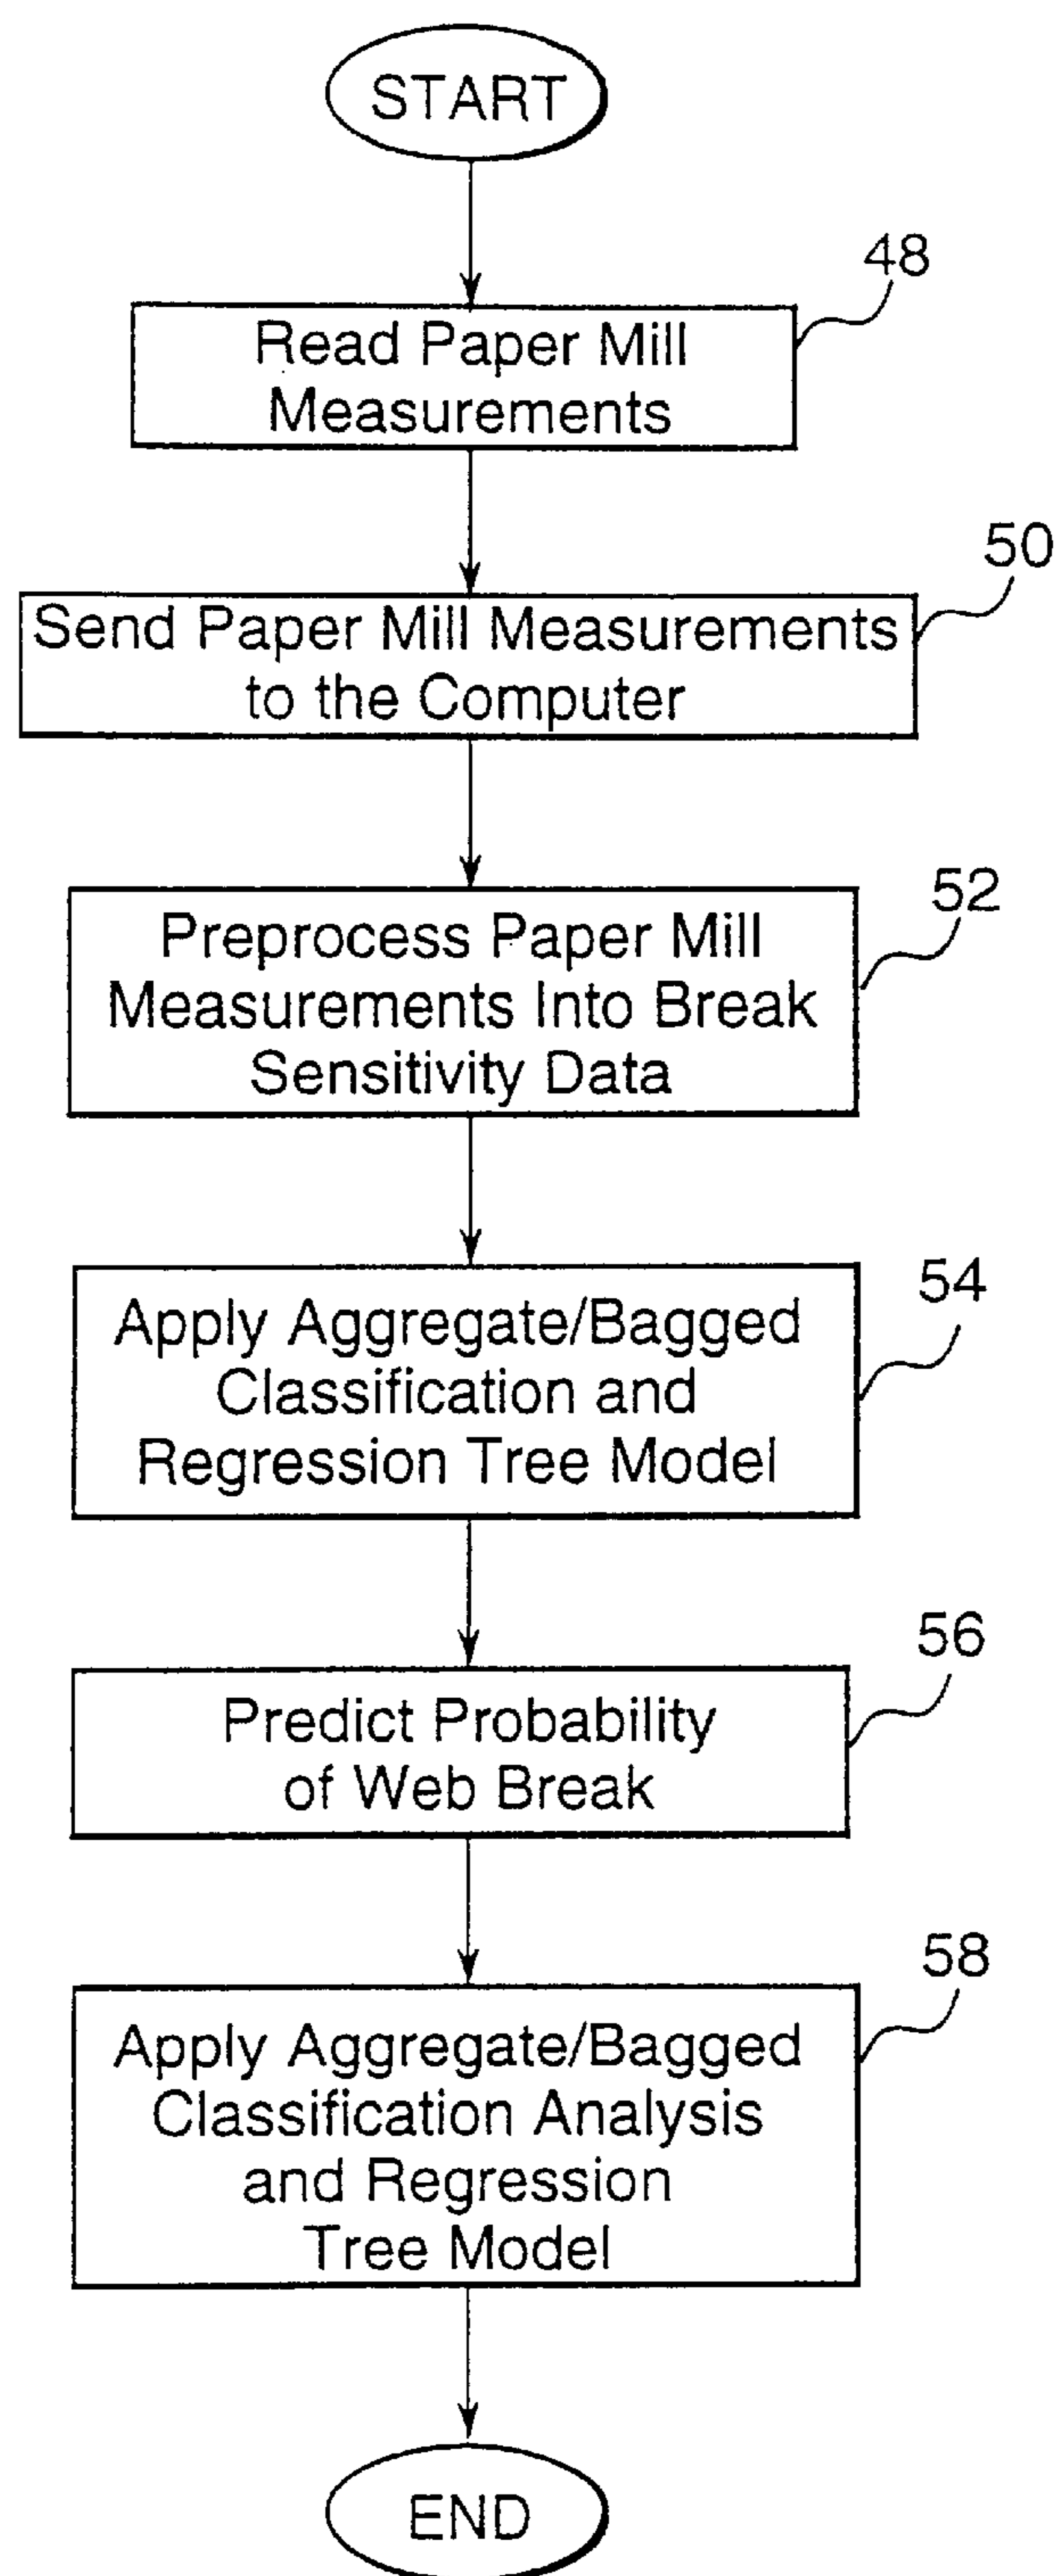 START
48
Read Paper Mill
Measurements
50
Send Paper Mill Measurements
to the Computer
52
Preprocess Paper Mill
Measurements Into Break
Sensitivity Data
54
Apply Aggregate/Bagged
Classification and
Regression Tree Model
56
Predict Probability
of Web Break
58
Apply Aggregate/Bagged
Classification Analysis
and Regression
Tree Model
END